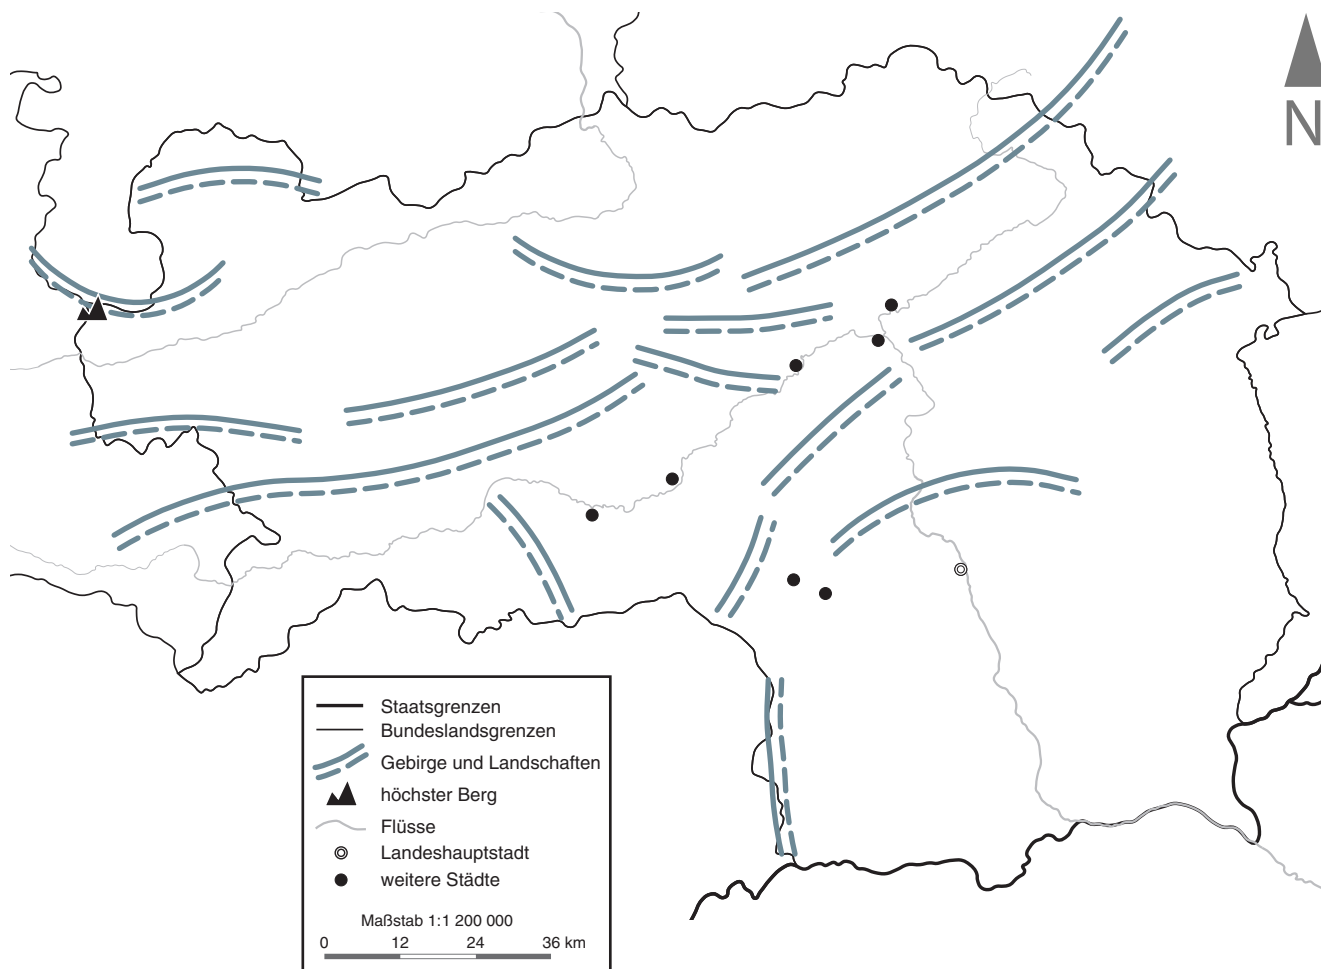 N
Staatsgrenzen
Bundeslandsgrenzen
Gebirge und Landschaften
höchster Berg
Flüsse
Landeshauptstadt
weitere Städte
Maßstab 1:1 200 000
0 12 24 36 km